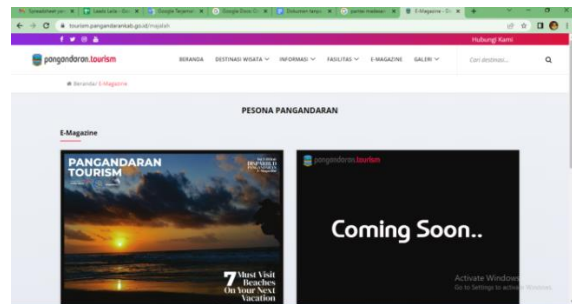 tourism.pangandarankab.go.id/majalah
Hubungi Kami
pangandaran.tourism
BERANDA DESTINASI WISATA INFORMASI FASILITAS E-MAGAZINE GALERI
Cari destinasi...
Beranda/ E-Magazine
PESONA PANGANDARAN
E-Magazine
PANGANDARAN
TOURISM
7 Must Visit
Beaches
On Your Next
Vacation
pangandaran.tourism
Coming Soon..
Activate Windows
Go to Settings to activate Windows.